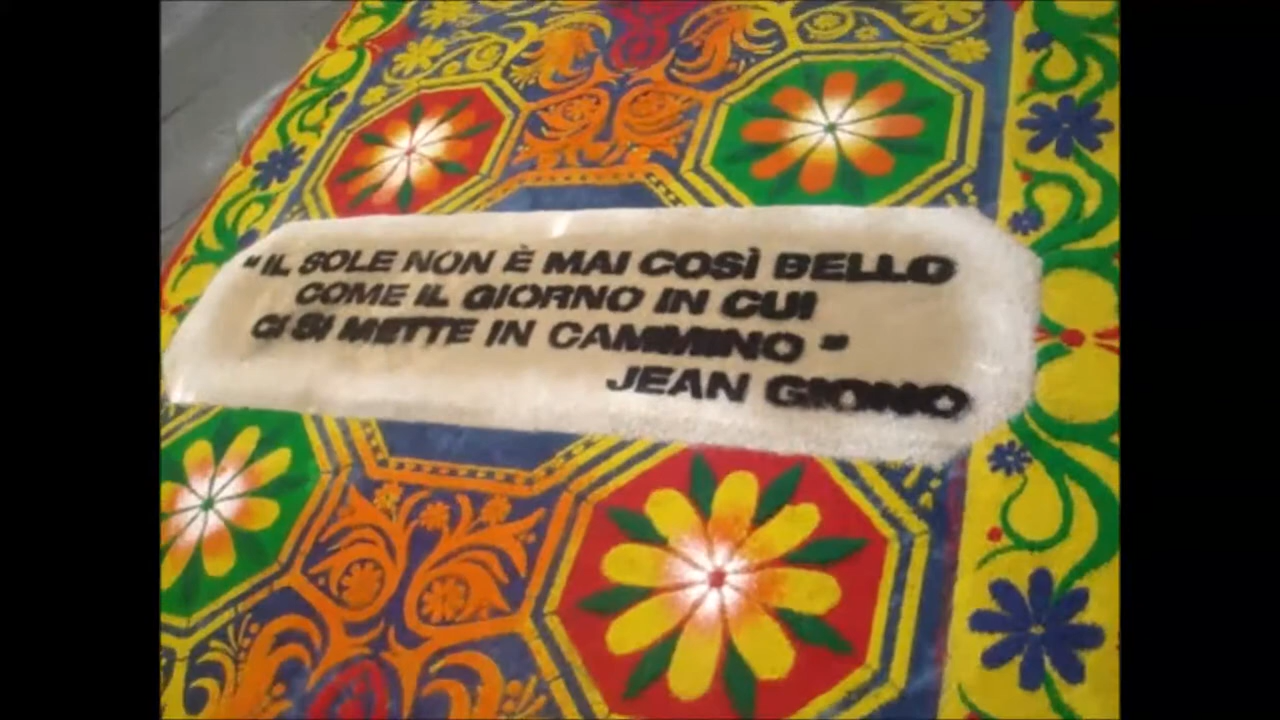 "IL SOLE NON È MAI COSÌ BELLO
COME IL GIORNO IN CUI
CI SI METTE IN CAMMINO"
JEAN GIONO